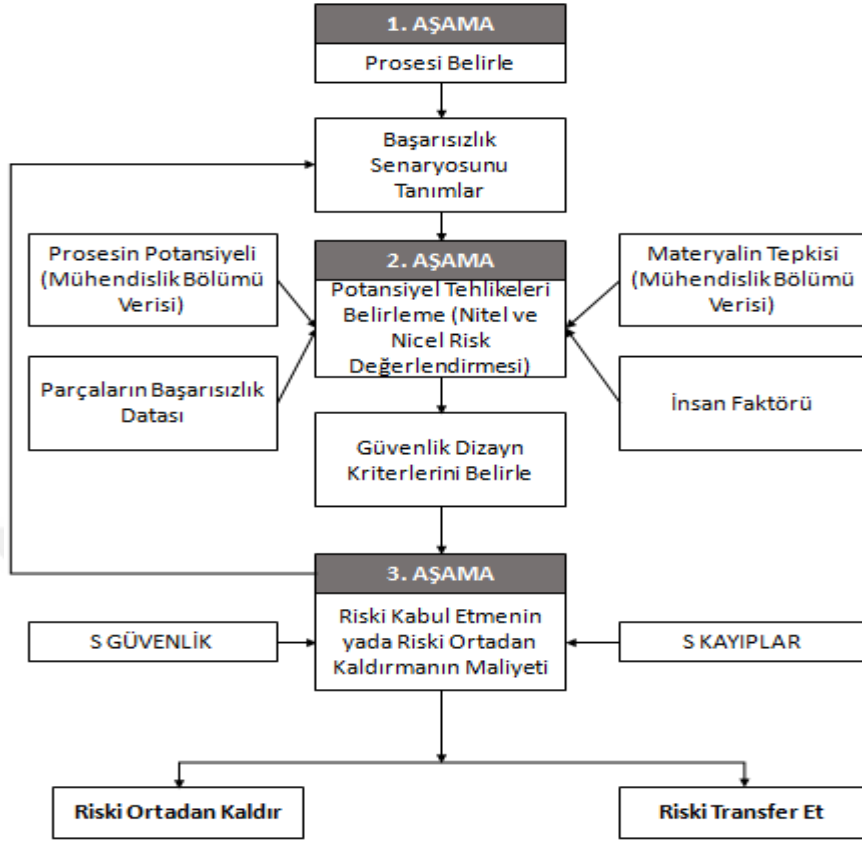 1. AŞAMA
Prosesi Belirle
Başarısızlık
Senaryosunu
Tanımlar
Prosesin Potansiyeli
(Mühendislik Bölümü
Verisi)
2. AŞAMA
Potansiyel Tehlikeleri
Belirleme (Nitel ve
Nicel Risk
Değerlendirmesi)
Materyalin Tepkisi
(Mühendislik Bölümü
Verisi)
Parçaların Başarısızlık
Datası
İnsan Faktörü
Güvenlik Dizayn
Kriterlerini Belirle
3. AŞAMA
Riski Kabul Etmenin
yada Riski Ortadan
Kaldırmanın Maliyeti
S GÜVENLİK
S KAYIPLAR
Riski Ortadan Kaldır
Riski Transfer Et